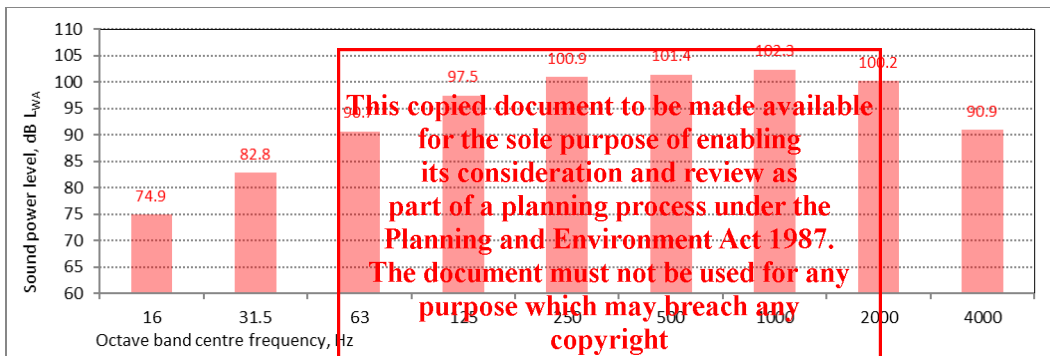 110
105
100
95
90
85
80
75
70
65
60
Sound power level, dB LWA
74.9
82.8
90.7
97.5
100.9
101.4
102.3
100.2
90.9
16
31.5
63
125
250
500
1000
2000
4000
Octave band centre frequency, Hz
This copied document to be made available
for the sole purpose of enabling
its consideration and review as
part of a planning process under the
Planning and Environment Act 1987.
The document must not be used for any
purpose which may breach any
copyright